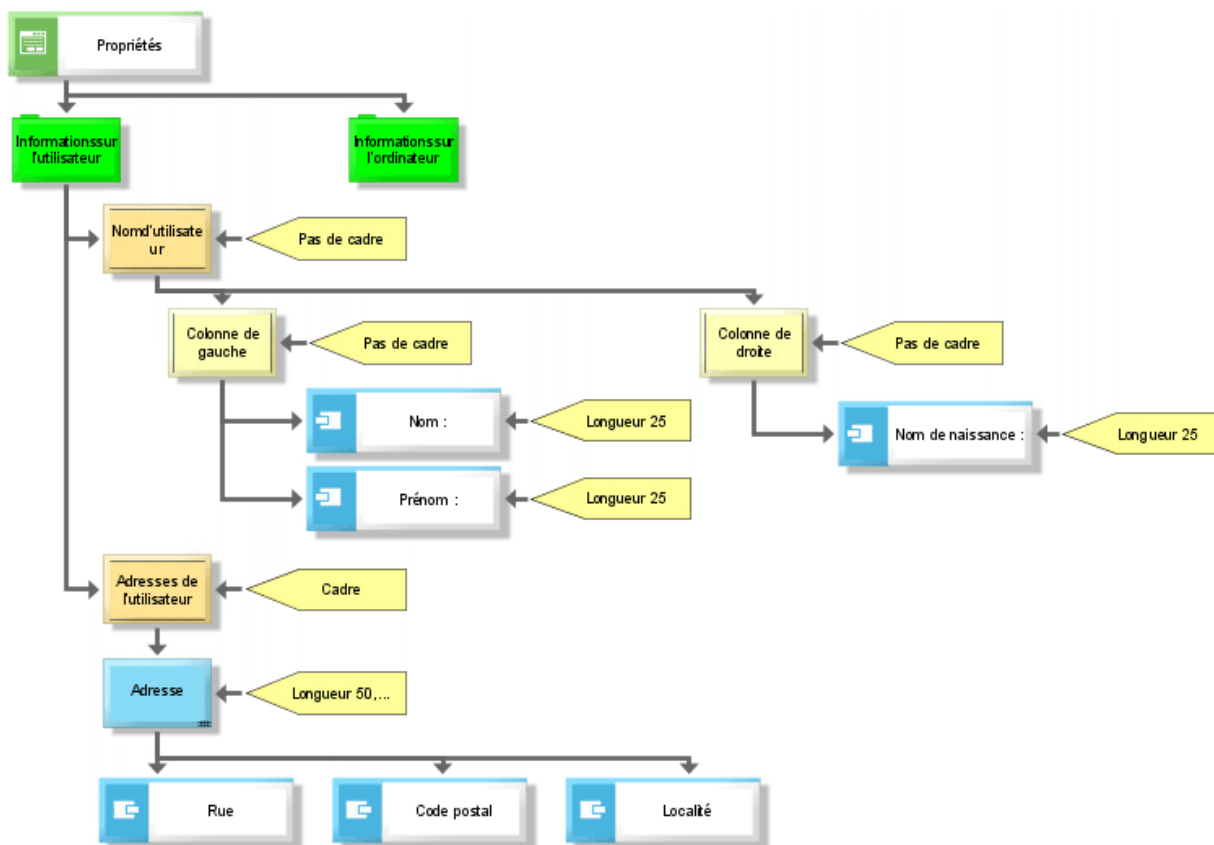 Propriétés
Informationssur
l'utilisateur
Informationssur
l'ordinateur
Nomd'utilisate
ur
Pas de cadre
Colonne de
gauche
Pas de cadre
Colonne de
droite
Pas de cadre
Nom :
Longueur 25
Nom de naissance :
Longueur 25
Prénom :
Longueur 25
Adresses de
l'utilisateur
Cadre
Adresse
Longueur 50,...
Rue
Code postal
Localité